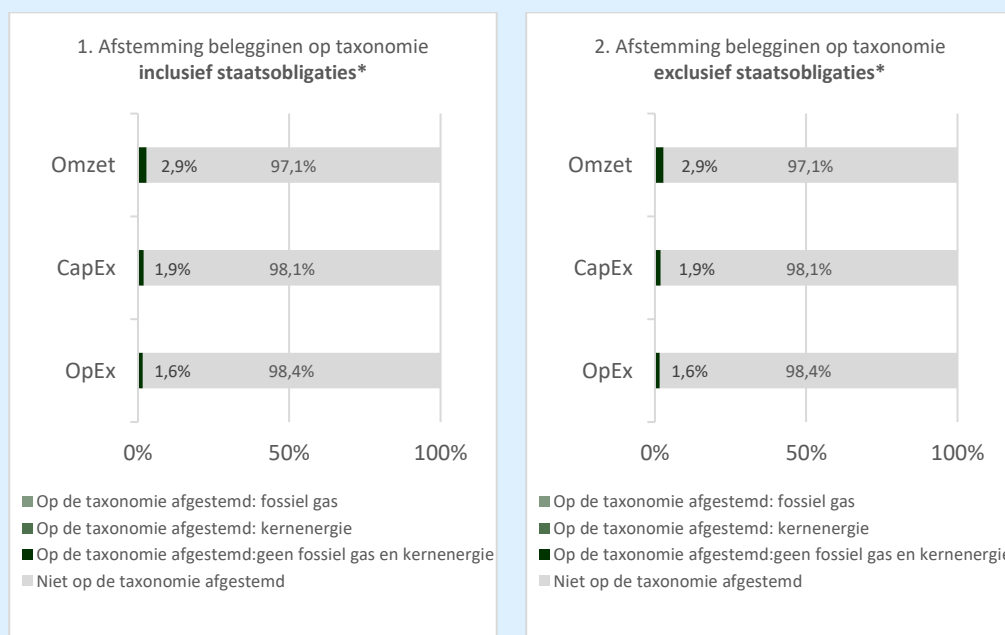 1. Afstemming belegginen op taxonomie
inclusief staatsobligaties*
Omzet
2,9%
97,1%
CapEx
1,9%
98,1%
OpEx
1,6%
98,4%
0%
50%
100%
Op de taxonomie afgestemd: fossiel gas
Op de taxonomie afgestemd: kernenergie
Op de taxonomie afgestemd:geen fossiel gas en kernenergie
Niet op de taxonomie afgestemd
2. Afstemming belegginen op taxonomie
exclusief staatsobligaties*
Omzet
2,9%
97,1%
CapEx
1,9%
98,1%
OpEx
1,6%
98,4%
0%
50%
100%
Op de taxonomie afgestemd: fossiel gas
Op de taxonomie afgestemd: kernenergie
Op de taxonomie afgestemd:geen fossiel gas en kernenergie
Niet op de taxonomie afgestemd